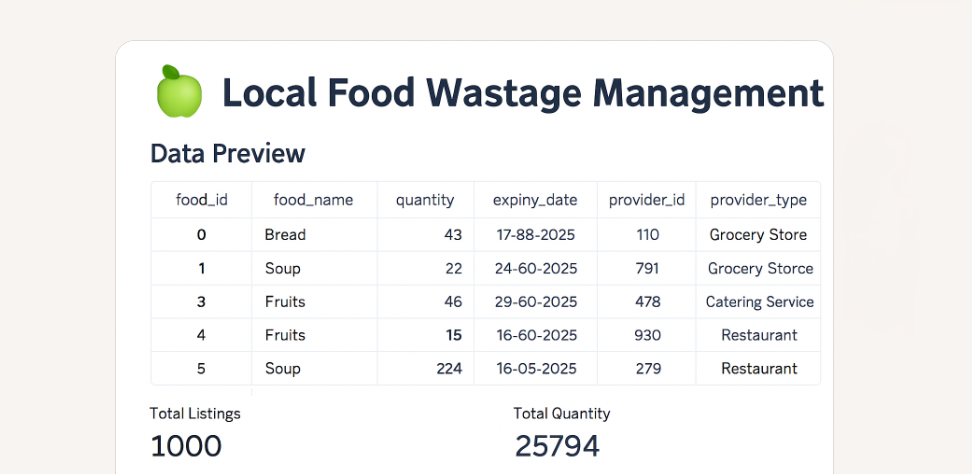 Local Food Wastage Management
Data Preview
food_id food_name quantity expiny_date provider_id provider_type
0 Bread 43 17-88-2025 110 Grocery Store
1 Soup 22 24-60-2025 791 Grocery Storce
3 Fruits 46 29-60-2025 478 Catering Service
4 Fruits 15 16-60-2025 930 Restaurant
5 Soup 224 16-05-2025 279 Restaurant
Total Listings Total Quantity
1000 25794